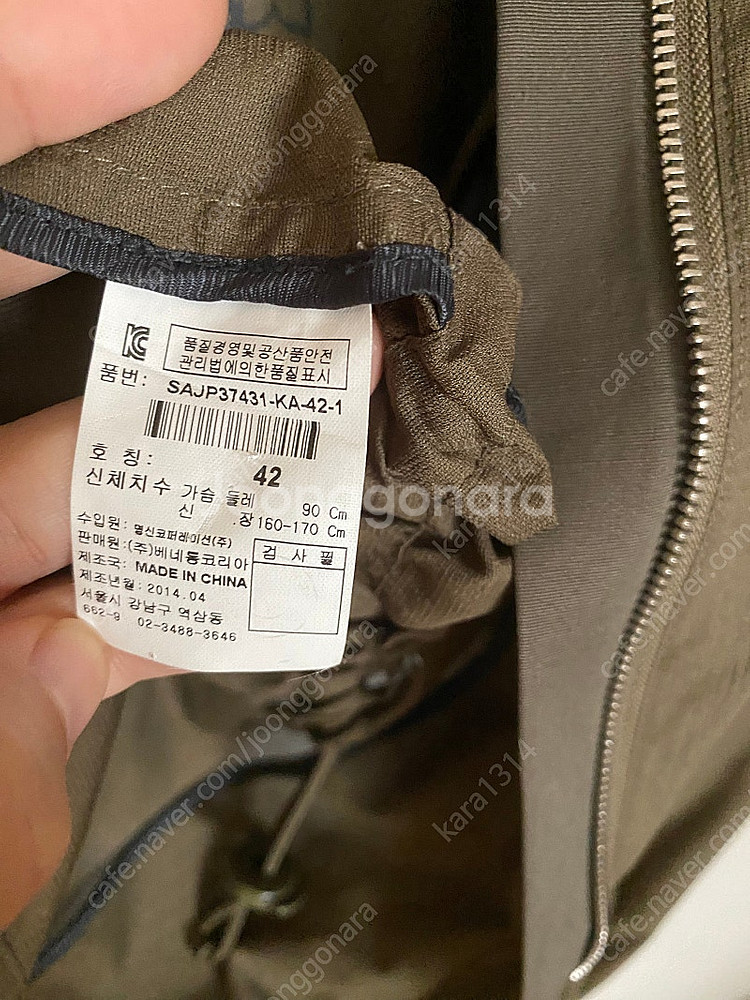 품질경영및공산품안전
관리법에의한품질표시
품번: SAJP37431-KA-42-1
호 칭: 42
신체치수 가슴 둘레 90 Cm
신 장 160-170 Cm
수입원: 명신코퍼레이션(주)
판매원:(주)베네통코리아
제조국: MADE IN CHINA
제조년월: 2014.04
서울시 강남구 역삼동
662-9 02-3488-3646
검 사 필
Joonggonara
cafe.naver.com/joonggonara
kara1314